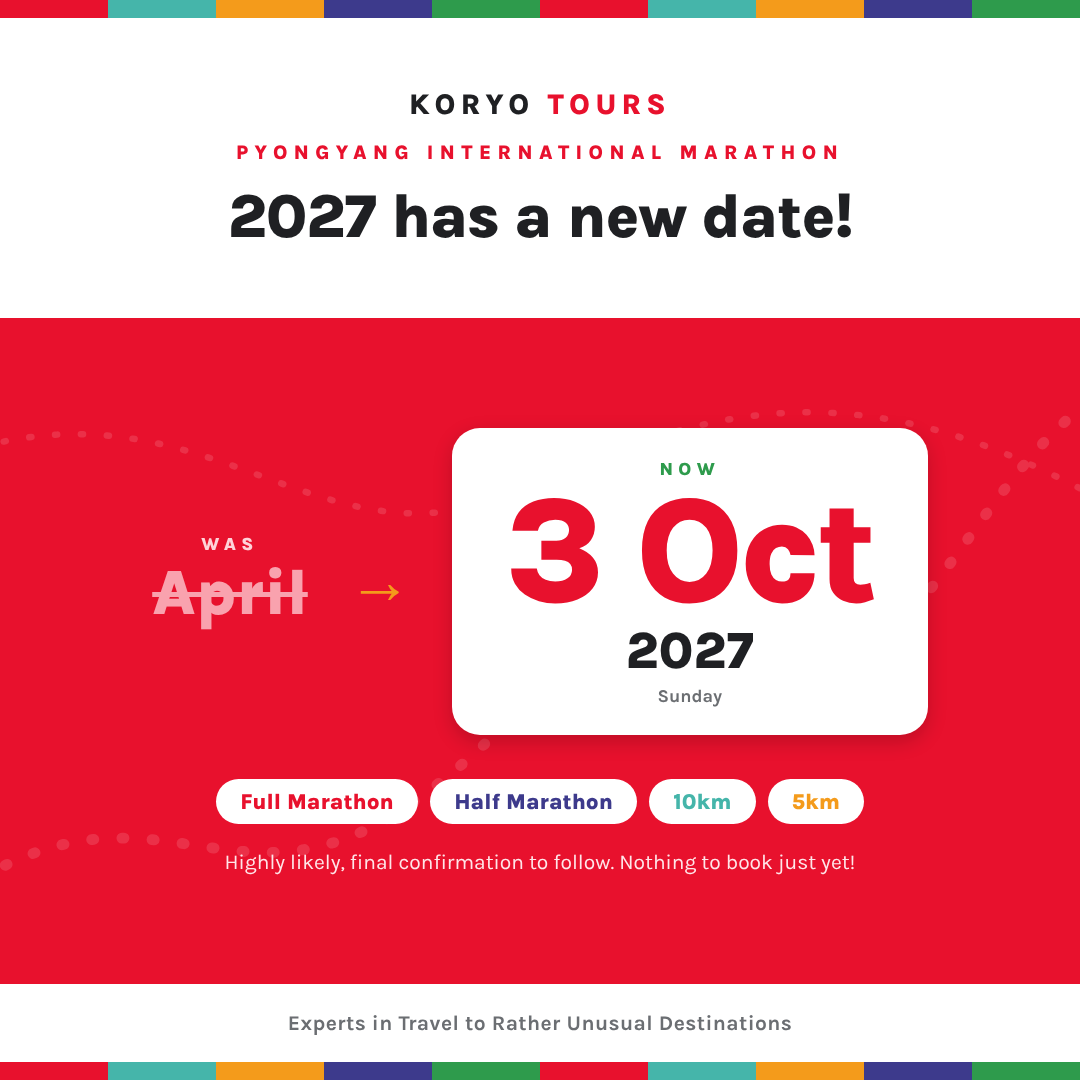 KORYO TOURS
PYONGYANG INTERNATIONAL MARATHON
2027 has a new date!
WAS
April
→
NOW
3 Oct
2027
Sunday
Full Marathon Half Marathon 10km 5km
Highly likely, final confirmation to follow. Nothing to book just yet!
Experts in Travel to Rather Unusual Destinations